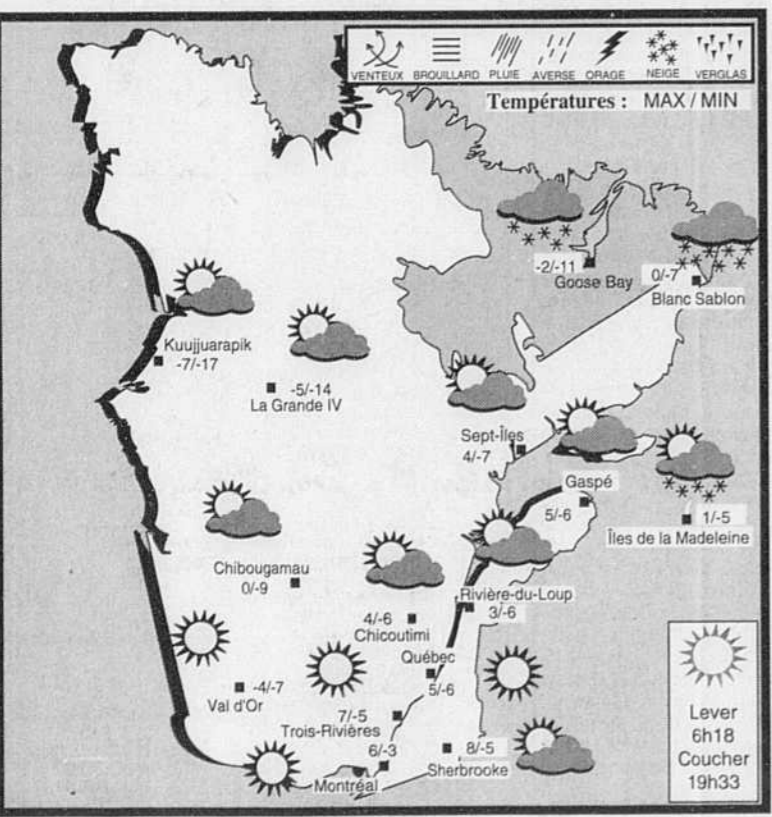 VENTEUX BROUILLARD PLUIE AVERSE ORAGE NEIGE VERGLAS
Températures : MAX / MIN
-2/-11
Goose Bay
0/-7
Blanc Sablon
Kuujjuarapik
-7/-17
-5/-14
La Grande IV
Sept-Îles
4/-7
Gaspé
5/-6
1/-5
Îles de la Madeleine
Chibougamau
0/-9
Rivière-du-Loup
3/-6
4/-6
Chicoutimi
Québec
5/-6
-4/-7
Val d'Or
7/-5
Trois-Rivières
6/-3
Montréal
8/-5
Sherbrooke
Lever
6h18
Coucher
19h33